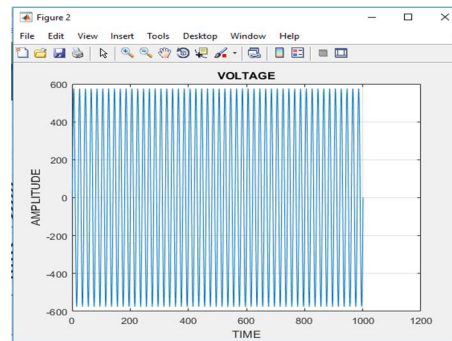 Figure 2
File Edit View Insert Tools Desktop Window Help
VOLTAGE
600
400
200
0
-200
-400
-600
AMPLITUDE
0 200 400 600 800 1000 1200
TIME